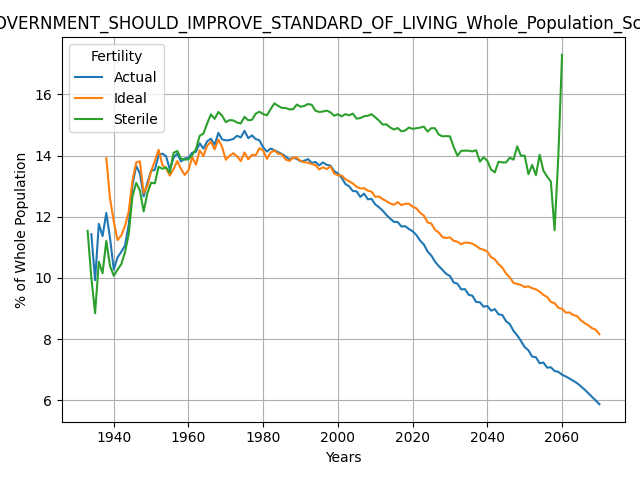 OVERNMENT_SHOULD_IMPROVE_STANDARD_OF_LIVING_Whole_Population_Sc
Fertility
Actual
Ideal
Sterile
% of Whole Population
16
14
12
10
8
6
1940 1960 1980 2000 2020 2040 2060
Years